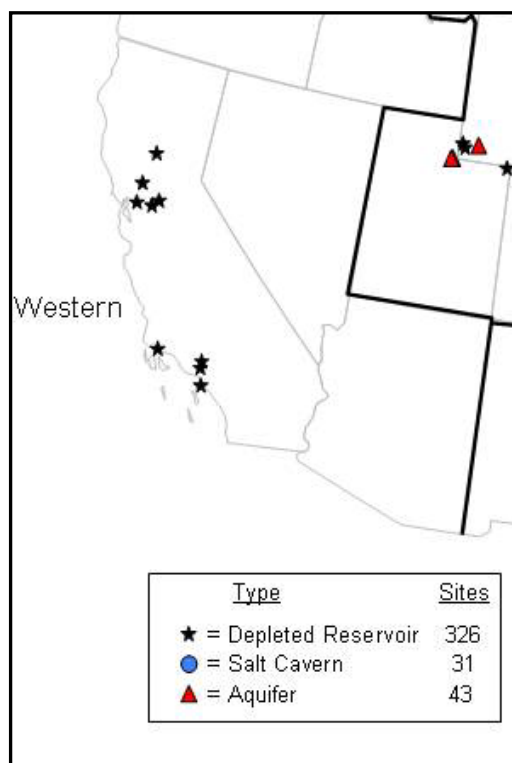 Western
Type Sites
= Depleted Reservoir 326
= Salt Cavern 31
= Aquifer 43